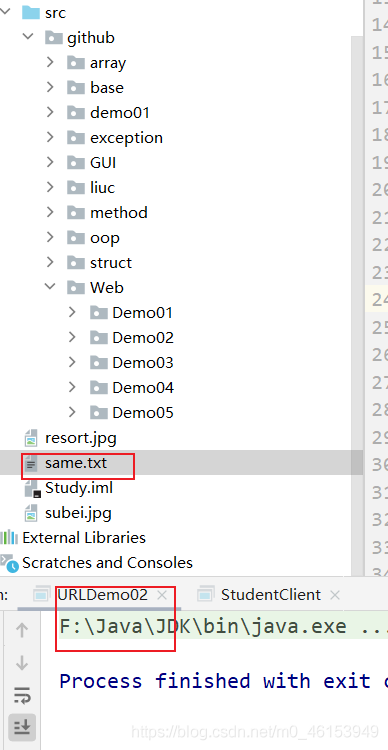 src
github
array
base
demo01
exception
GUI
liuc
method
oop
struct
Web
Demo01
Demo02
Demo03
Demo04
Demo05
resort.jpg
same.txt
Study.iml
subei.jpg
External Libraries
Scratches and Consoles
14
15
16
17
18
19
20
21
22
23
24
25
26
27
28
29
30
31
32
33
34
n: URLDemo02 × StudentClient ×
F:\Java\JDK\bin\java.exe ...
Process finished with exit c
https://blog.csdn.net/m0_46153949